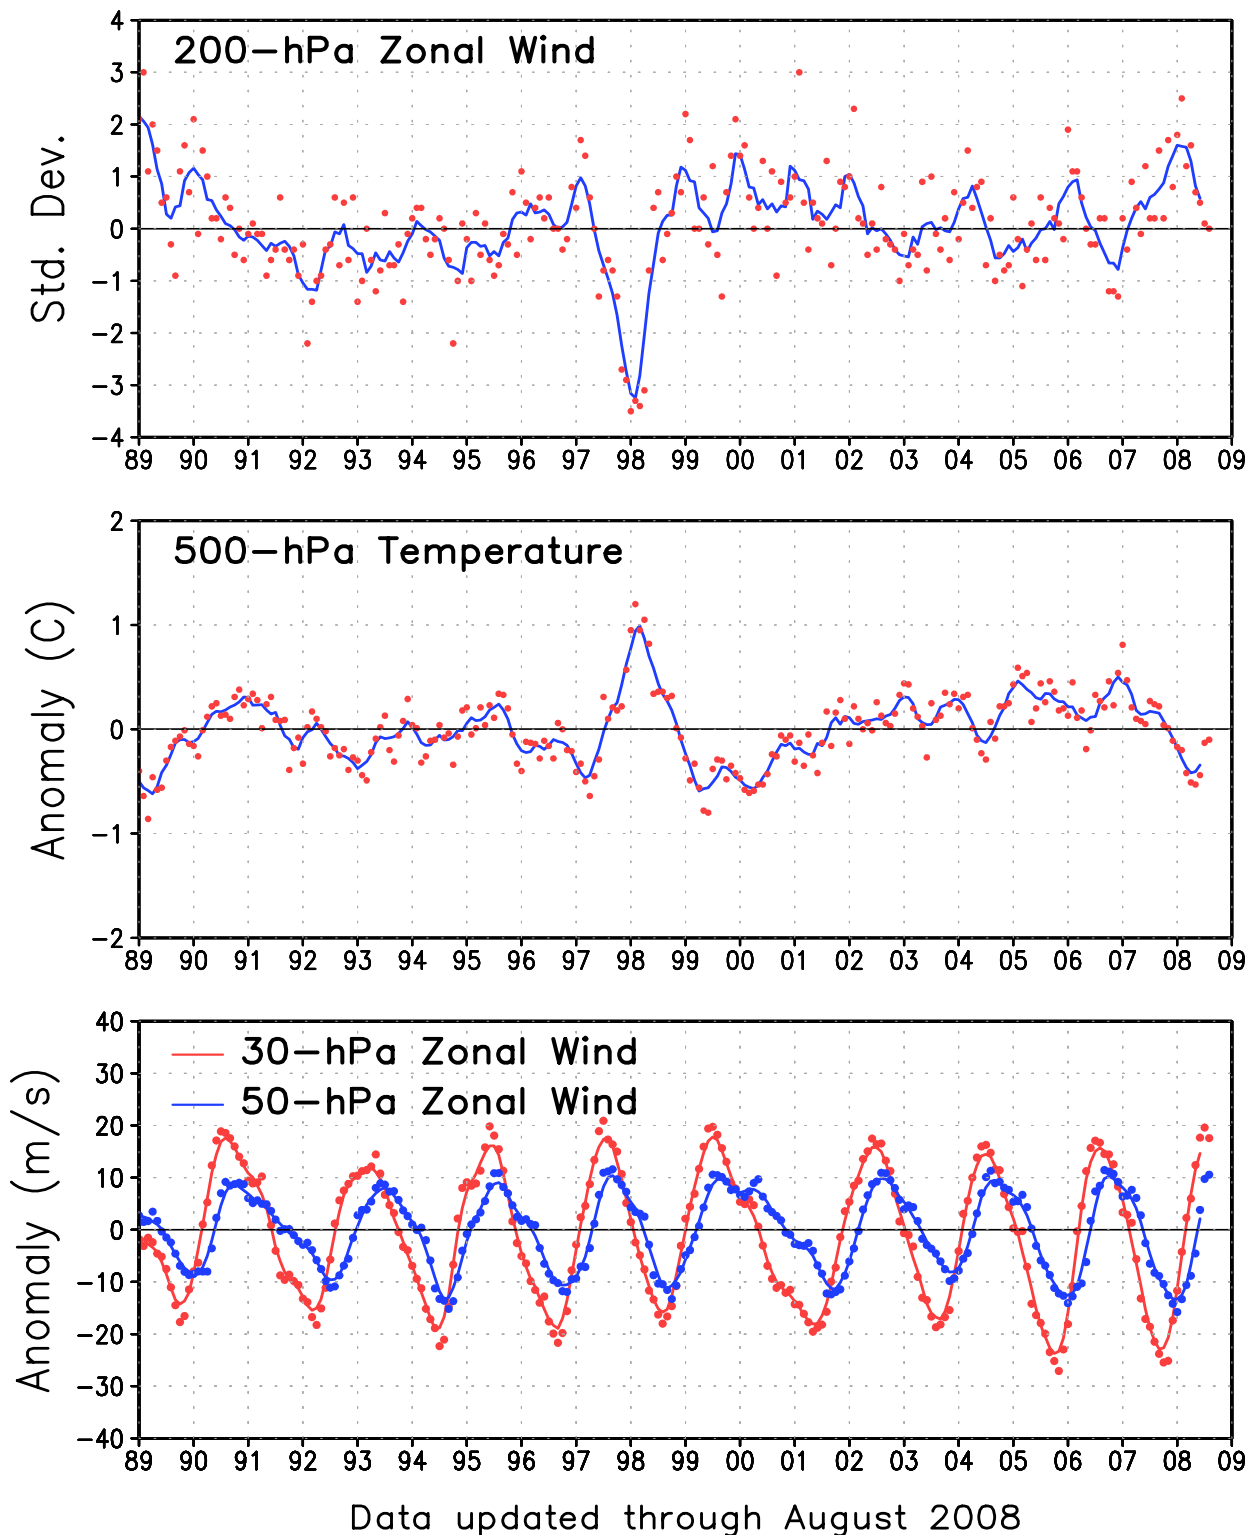 200-hPa Zonal Wind
Std. Dev.
4
3
2
1
0
-1
-2
-3
-4
89 90 91 92 93 94 95 96 97 98 99 00 01 02 03 04 05 06 07 08 09
500-hPa Temperature
Anomaly (C)
2
1
0
-1
-2
89 90 91 92 93 94 95 96 97 98 99 00 01 02 03 04 05 06 07 08 09
30-hPa Zonal Wind
50-hPa Zonal Wind
Anomaly (m/s)
40
30
20
10
0
-10
-20
-30
-40
89 90 91 92 93 94 95 96 97 98 99 00 01 02 03 04 05 06 07 08 09
Data updated through August 2008